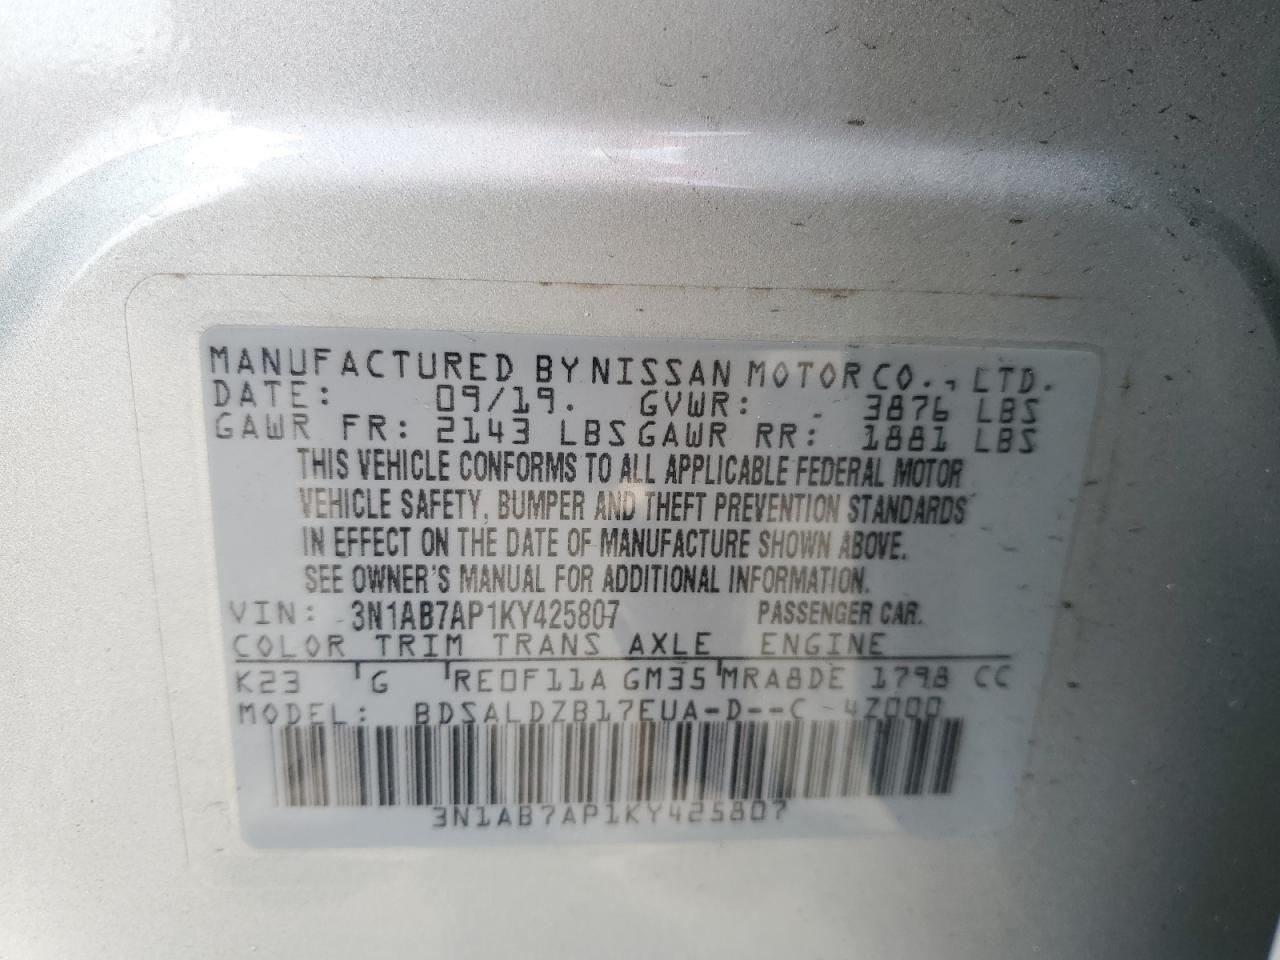 MANUFACTURED BY NISSAN MOTOR CO., LTD.
DATE: 09/19. GVWR: 3876 LBS
GAWR FR: 2143 LBS GAWR RR: 1881 LBS
THIS VEHICLE CONFORMS TO ALL APPLICABLE FEDERAL MOTOR
VEHICLE SAFETY, BUMPER AND THEFT PREVENTION STANDARDS
IN EFFECT ON THE DATE OF MANUFACTURE SHOWN ABOVE.
SEE OWNER'S MANUAL FOR ADDITIONAL INFORMATION.
VIN: 3N1AB7AP1KY425807 PASSENGER CAR.
COLOR TRIM TRANS AXLE ENGINE
K23 G RE0F11A GM35 MRA8DE 1798 CC
MODEL: BDSALDZB17EUA-D--C 4Z000
3N1AB7AP1KY425807